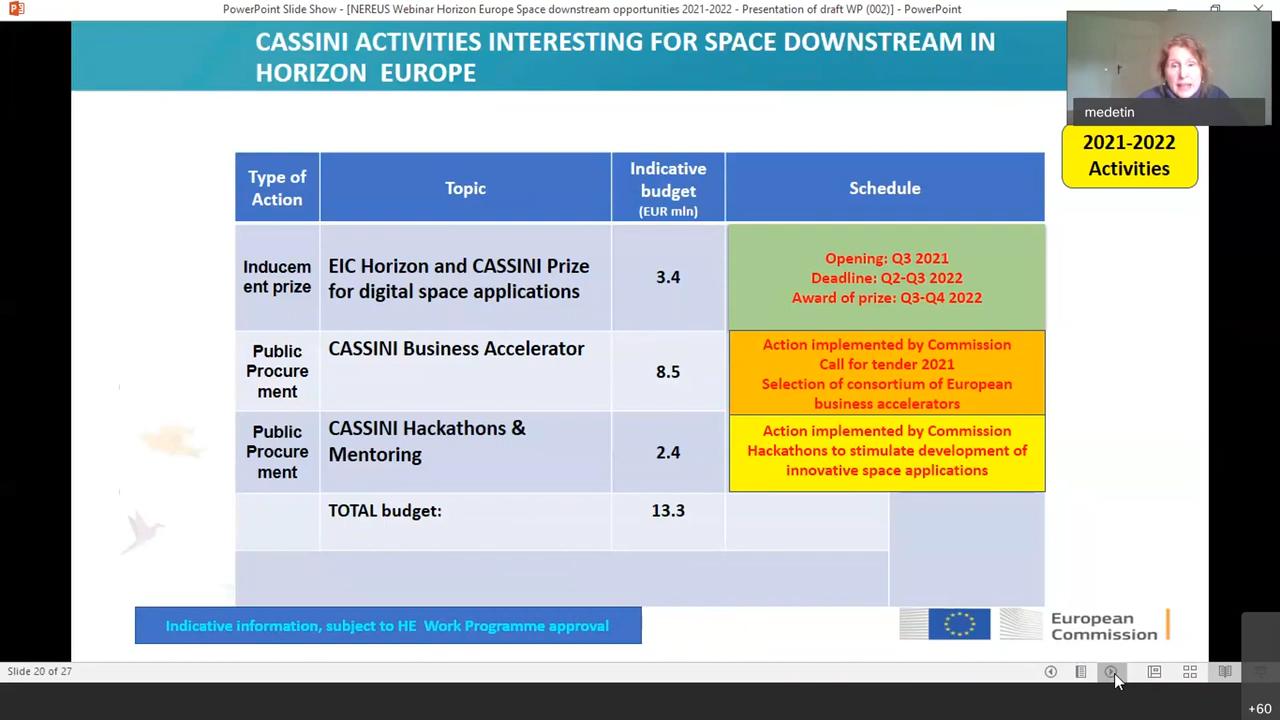 PowerPoint Slide Show - [NEREUS Webinar Horizon Europe Space downstream opportunities 2021-2022 - Presentation of draft WP (002)] - PowerPoint
CASSINI ACTIVITIES INTERESTING FOR SPACE DOWNSTREAM IN
HORIZON EUROPE
medetin
2021-2022
Activities
Type of
Action
Topic
Indicative
budget
(EUR mln)
Schedule
Inducem
ent prize
EIC Horizon and CASSINI Prize
for digital space applications
3.4
Opening: Q3 2021
Deadline: Q2-Q3 2022
Award of prize: Q3-Q4 2022
Public
Procure
ment
CASSINI Business Accelerator
8.5
Action implemented by Commission
Call for tender 2021
Selection of consortium of European
business accelerators
Public
Procure
ment
CASSINI Hackathons &
Mentoring
2.4
Action implemented by Commission
Hackathons to stimulate development of
innovative space applications
TOTAL budget:
13.3
Indicative information, subject to HE Work Programme approval
European
Commission
Slide 20 of 27
+60